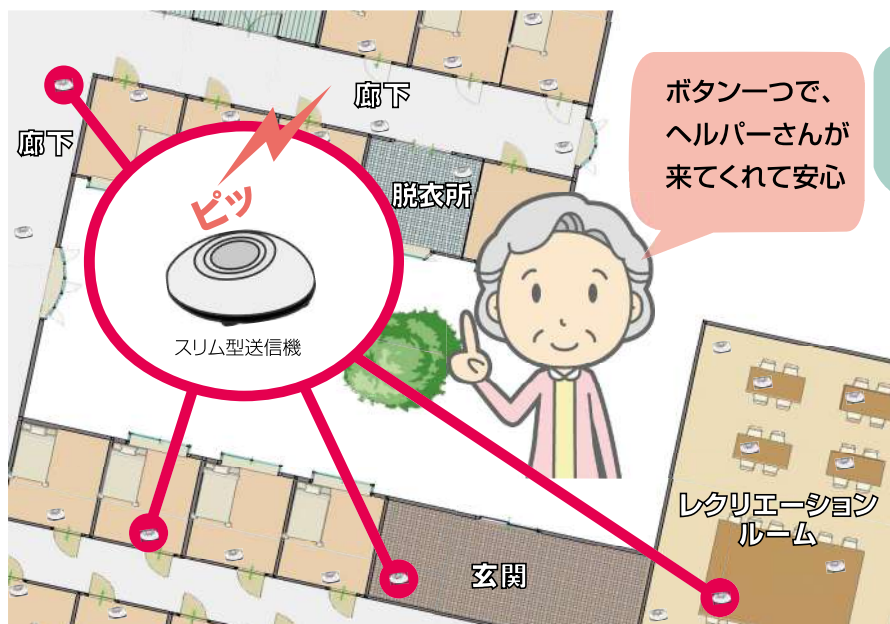 廊下
廊下
ボタン一つで、
ヘルパーさんが
来てくれて安心
脱衣所
ピッ
スリム型送信機
レクリエーション
ルーム
玄関